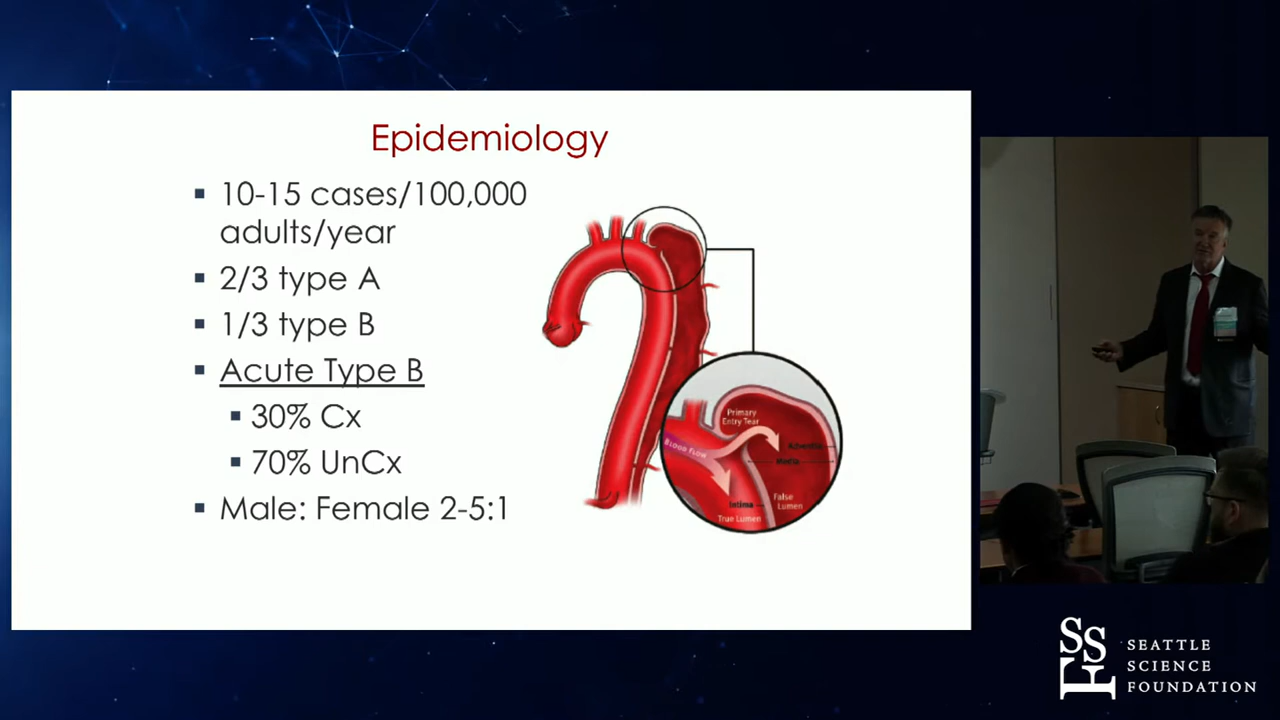 Epidemiology
▪ 10-15 cases/100,000
adults/year
▪ 2/3 type A
▪ 1/3 type B
▪ Acute Type B
▪ 30% Cx
▪ 70% UnCx
▪ Male: Female 2-5:1
Primary
Entry Tear
Blood Flow
Adventitia
Media
Intima
True Lumen
False
Lumen
SSF
SEATTLE
SCIENCE
FOUNDATION